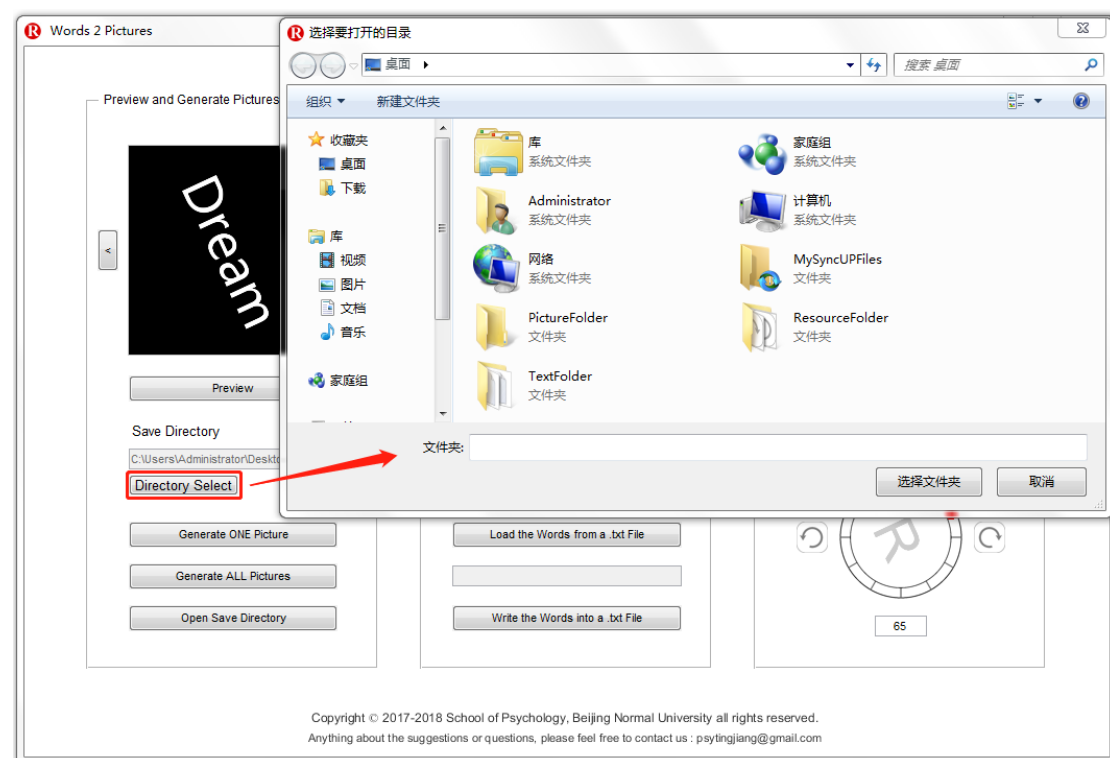 Words 2 Pictures
选择要打开的目录
桌面
搜索 桌面
组织
新建文件夹
Preview and Generate Pictures
收藏夹
桌面
下载
库
视频
图片
文档
音乐
家庭组
库
系统文件夹
家庭组
系统文件夹
Administrator
系统文件夹
计算机
系统文件夹
网络
系统文件夹
MySyncUPFiles
文件夹
PictureFolder
文件夹
ResourceFolder
文件夹
TextFolder
文件夹
文件夹:
选择文件夹
取消
<
Dream
Preview
Save Directory
C:\Users\Administrator\Deskto
Directory Select
Generate ONE Picture
Generate ALL Pictures
Open Save Directory
Load the Words from a .txt File
Write the Words into a .txt File
R
65
Copyright © 2017-2018 School of Psychology, Beijing Normal University all rights reserved.
Anything about the suggestions or questions, please feel free to contact us : psytingjiang@gmail.com